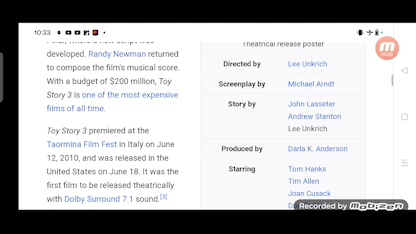 10:33
developed. Randy Newman returned
to compose the film's musical score.
With a budget of $200 million, Toy
Story 3 is one of the most expensive
films of all time.
Toy Story 3 premiered at the
Taormina Film Fest in Italy on June
12, 2010, and was released in the
United States on June 18. It was the
first film to be released theatrically
with Dolby Surround 7.1 sound.[3]
Theatrical release poster
Directed by Lee Unkrich
Screenplay by Michael Arndt
Story by John Lasseter
Andrew Stanton
Lee Unkrich
Produced by Darla K. Anderson
Starring Tom Hanks
Tim Allen
Joan Cusack
Recorded by Mobizen